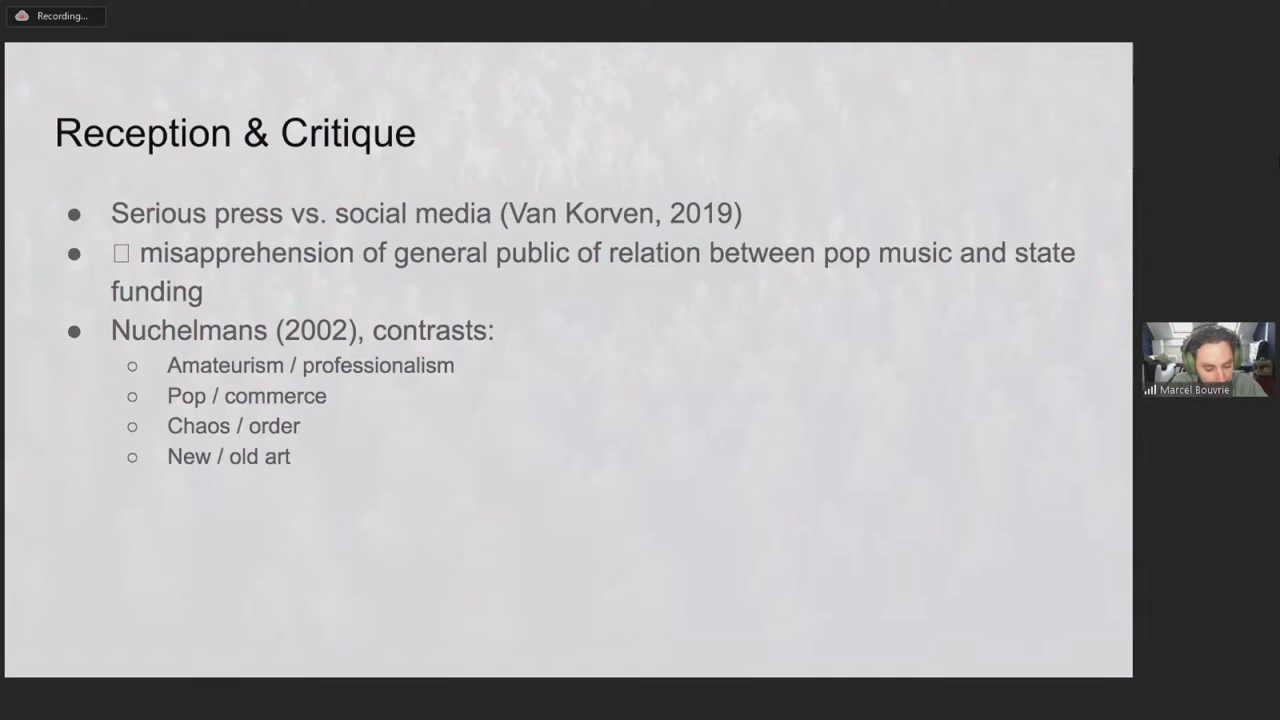 Recording...
Reception & Critique
● Serious press vs. social media (Van Korven, 2019)
● □ misapprehension of general public of relation between pop music and state
funding
● Nuchelmans (2002), contrasts:
○ Amateurism / professionalism
○ Pop / commerce
○ Chaos / order
○ New / old art
Marcel Bouvrie